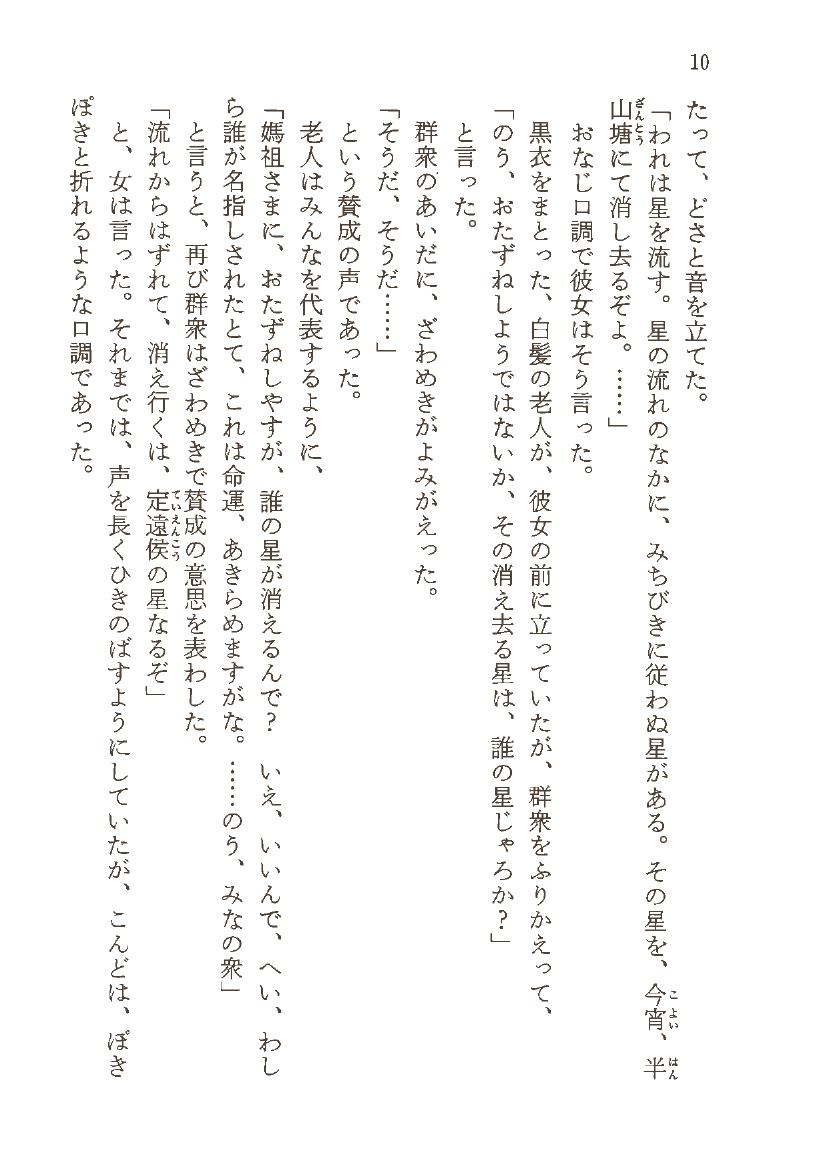 10
たって、どさと音を立てた。
「われは星を流す。星の流れのなかに、みちびきに従わぬ星がある。その星を、今宵、半
山塘にて消し去るぞよ。……」
おなじ口調で彼女はそう言った。
黒衣をまとった、白髪の老人が、彼女の前に立っていたが、群衆をふりかえって、
「のう、おたずねしようではないか、その消え去る星は、誰の星じゃろか?」
と言った。
群衆のあいだに、ざわめきがよみがえった。
「そうだ、そうだ……」
という賛成の声であった。
老人はみんなを代表するように、
「媽祖さまに、おたずねしやすが、誰の星が消えるんで? いえ、いいんで、へい、わし
ら誰が名指しされたとて、これは命運、あきらめますがな。……のう、みなの衆」
と言うと、再び群衆はざわめきで賛成の意思を表わした。
「流れからはずれて、消え行くは、定遠侯の星なるぞ」
と、女は言った。それまでは、声を長くひきのばすようにしていたが、こんどは、ぽき
ぽきと折れるような口調であった。